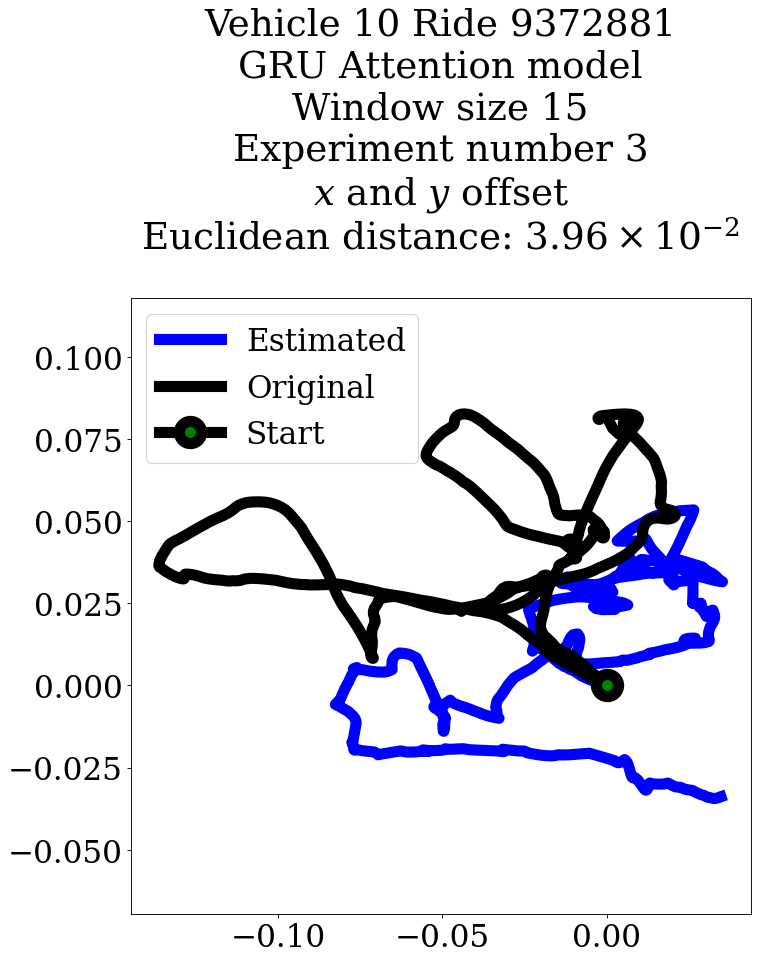 Vehicle 10 Ride 9372881
GRU Attention model
Window size 15
Experiment number 3
x and y offset
Euclidean distance: 3.96 × 10⁻²
Estimated
Original
Start
0.100
0.075
0.050
0.025
0.000
−0.025
−0.050
−0.10
−0.05
0.00